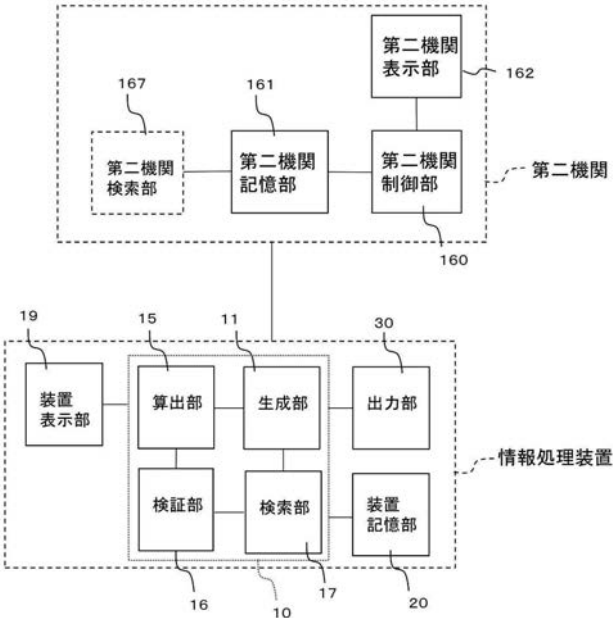 第二機関
表示部
162
167
161
第二機関
検索部
第二機関
記憶部
第二機関
制御部
第二機関
160
19
15
11
30
装置
表示部
算出部
生成部
出力部
情報処理装置
検証部
検索部
装置
記憶部
16
10
17
20